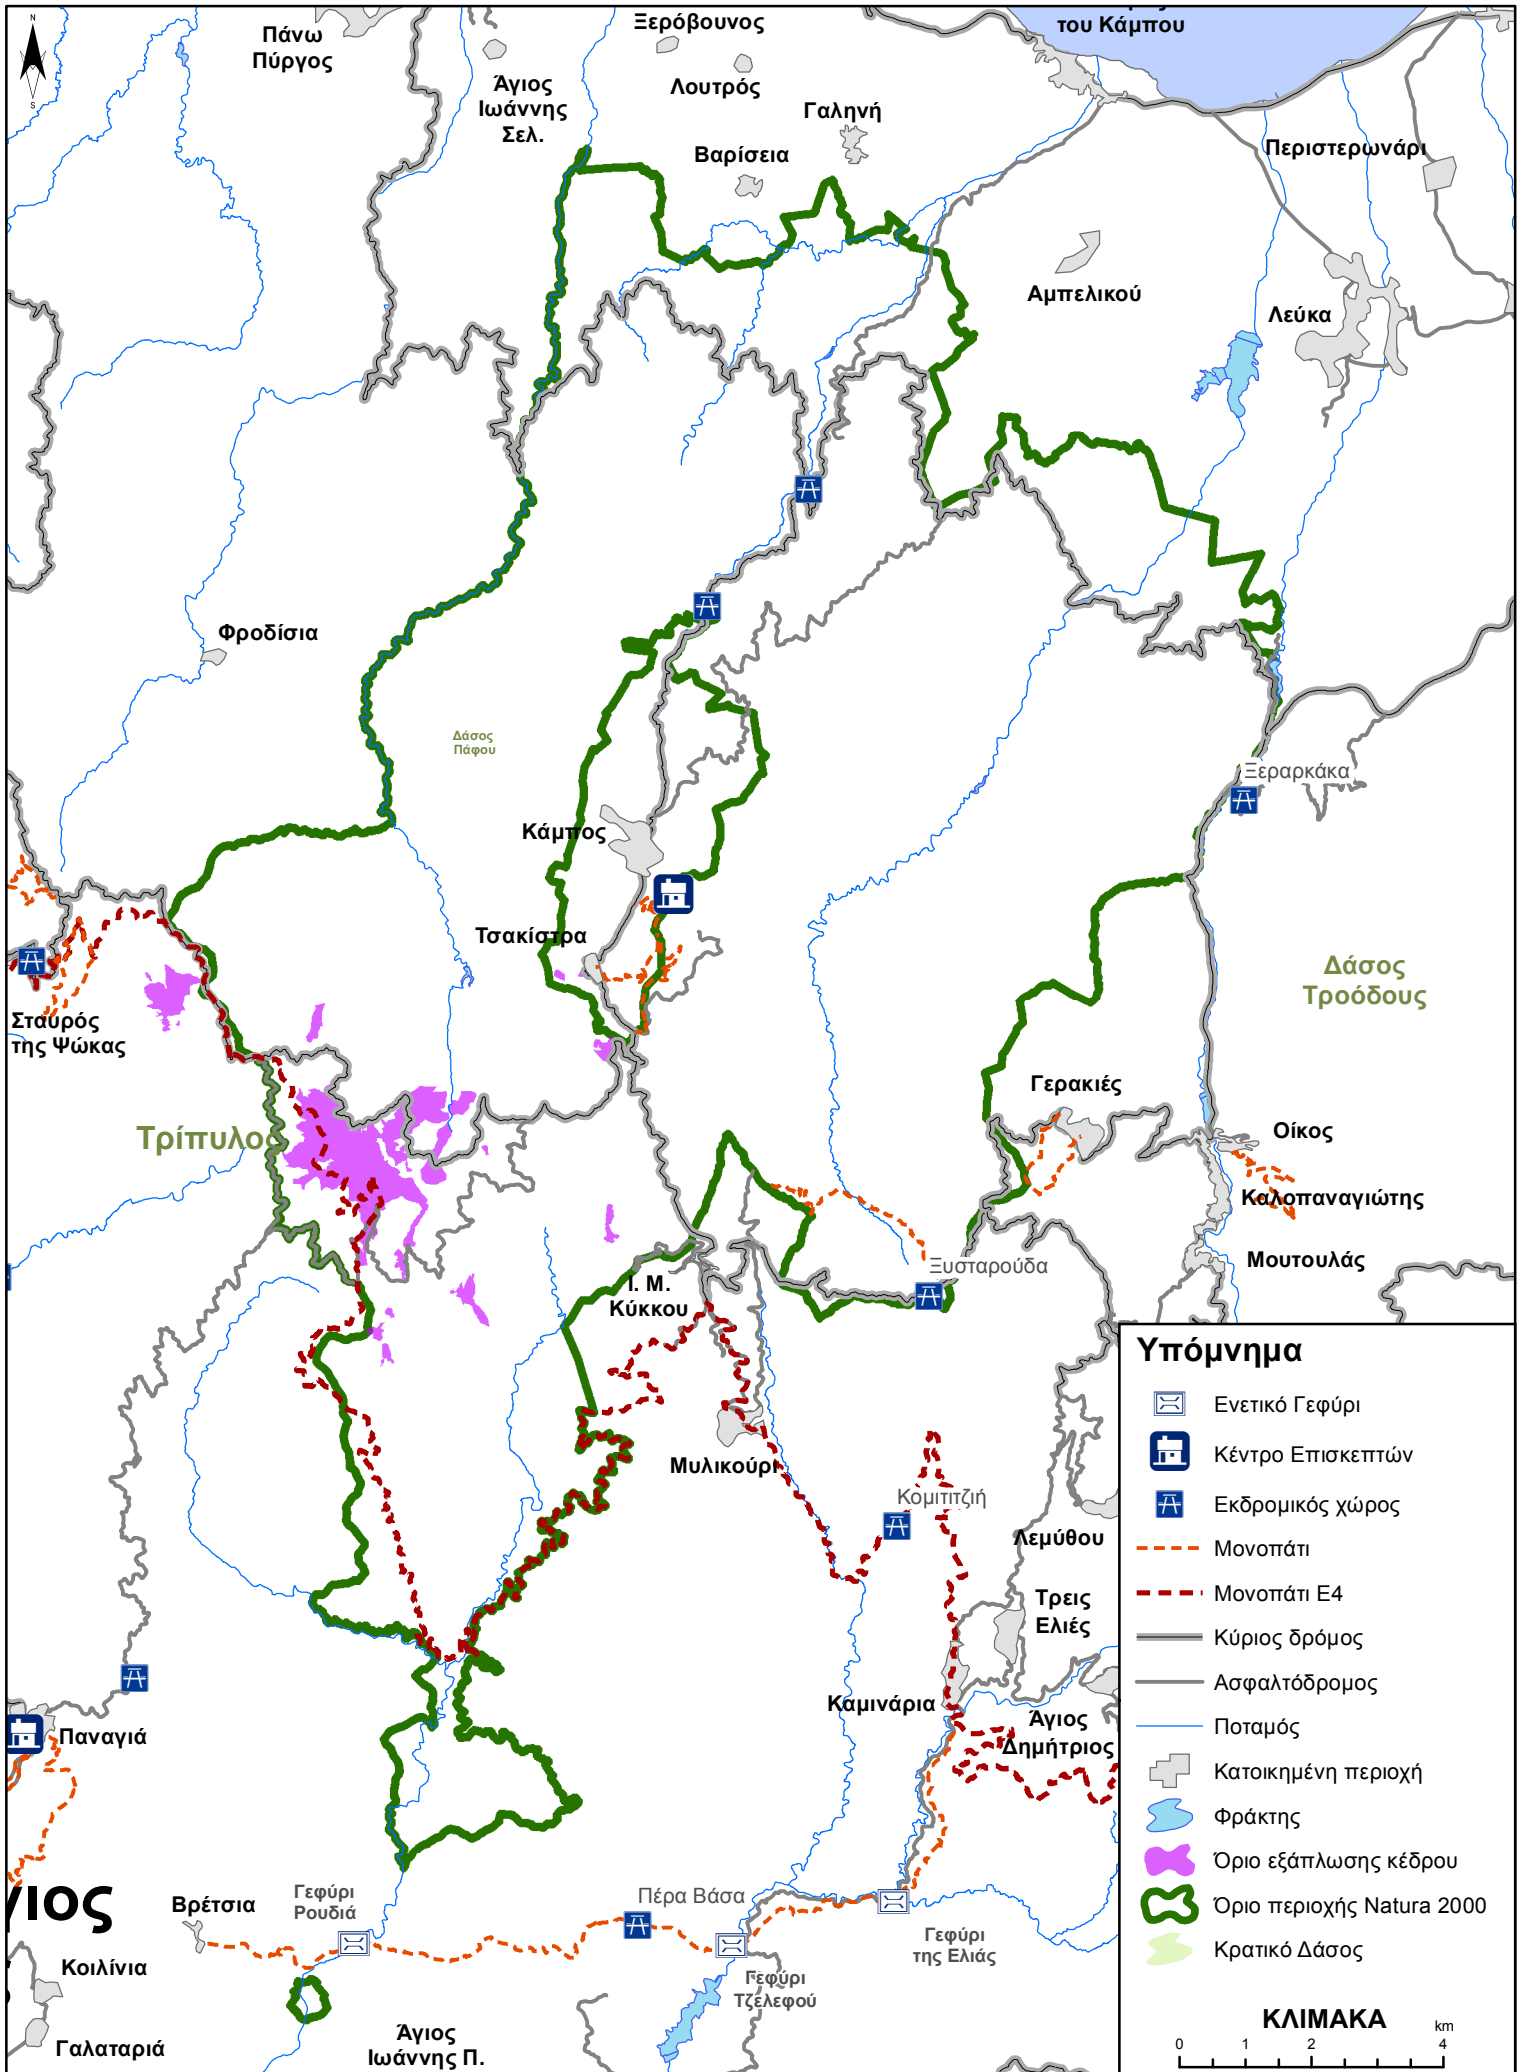 N
S
Πάνω
Πύργος
Ξερόβουνος
του Κάμπου
Λουτρός
Άγιος
Ιωάννης
Σελ.
Γαληνή
Βαρίσεια
Περιστερωνάρι
Αμπελικού
Λεύκα
Φροδίσια
Δάσος
Πάφου
Ξεραρκάκα
Κάμπος
Τσακίστρα
Δάσος
Τροόδους
Σταυρός
της Ψώκας
Γερακιές
Τρίπυλος
Οίκος
Καλοπαναγιώτης
Μουτουλάς
Ξυσταρούδα
Ι. Μ.
Κύκκου
Μυλικούρι
Κομιτιτζιή
Λεμύθου
Τρεις
Ελιές
Καμινάρια
Άγιος
Δημήτριος
Παναγιά
γιος
Βρέτσια
Γεφύρι
Ρουδιά
Πέρα Βάσα
Γεφύρι
της Ελιάς
Γεφύρι
Τζελεφού
Κοιλίνια
Γαλαταριά
Άγιος
Ιωάννης Π.
Υπόμνημα
Ενετικό Γεφύρι
Κέντρο Επισκεπτών
Εκδρομικός χώρος
Μονοπάτι
Μονοπάτι Ε4
Κύριος δρόμος
Ασφαλτόδρομος
Ποταμός
Κατοικημένη περιοχή
Φράκτης
Όριο εξάπλωσης κέδρου
Όριο περιοχής Natura 2000
Κρατικό Δάσος
ΚΛΙΜΑΚΑ
km
0 1 2 4